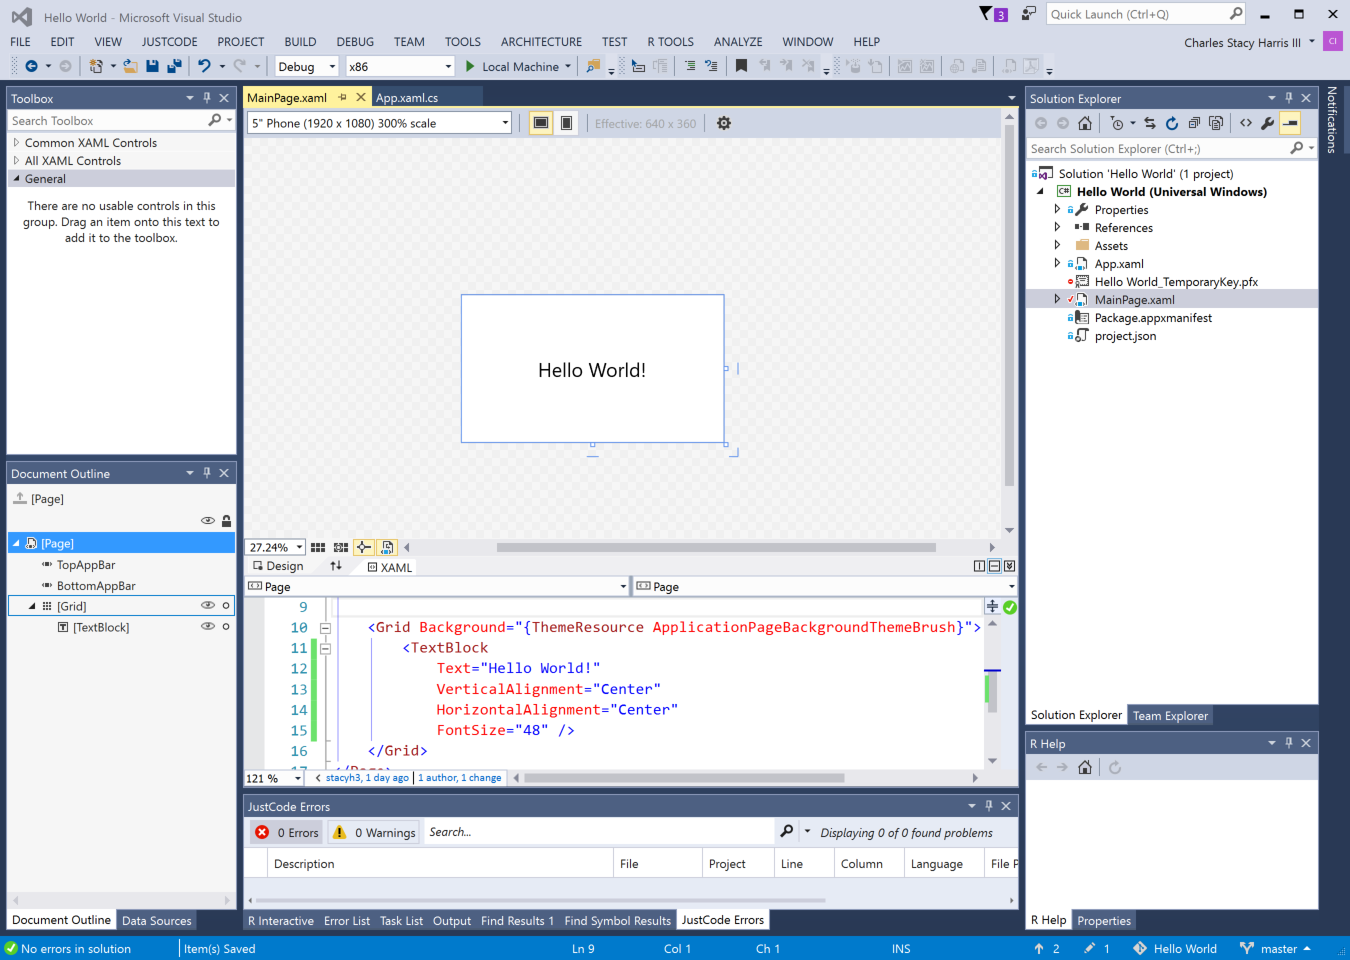 Hello World - Microsoft Visual Studio
3
Quick Launch (Ctrl+Q)
FILE EDIT VIEW JUSTCODE PROJECT BUILD DEBUG TEAM TOOLS ARCHITECTURE TEST R TOOLS ANALYZE WINDOW HELP
Charles Stacy Harris III CI
Debug x86 Local Machine
Toolbox
Search Toolbox
Common XAML Controls
All XAML Controls
General
There are no usable controls in this
group. Drag an item onto this text to
add it to the toolbox.
Document Outline
[Page]
[Page]
TopAppBar
BottomAppBar
[Grid]
[TextBlock]
Document Outline Data Sources
MainPage.xaml App.xaml.cs
5" Phone (1920 x 1080) 300% scale
Effective: 640 x 360
Hello World!
27.24%
Design XAML
Page Page
9
10 <Grid Background="{ThemeResource ApplicationPageBackgroundThemeBrush}">
11 <TextBlock
12 Text="Hello World!"
13 VerticalAlignment="Center"
14 HorizontalAlignment="Center"
15 FontSize="48" />
16 </Grid>
17 </Page>
121 % stacyh3, 1 day ago | 1 author, 1 change
JustCode Errors
0 Errors 0 Warnings Search... Displaying 0 of 0 found problems
Description File Project Line Column Language File P
R Interactive Error List Task List Output Find Results 1 Find Symbol Results JustCode Errors
Solution Explorer
Search Solution Explorer (Ctrl+;)
Solution 'Hello World' (1 project)
C# Hello World (Universal Windows)
Properties
References
Assets
App.xaml
Hello World_TemporaryKey.pfx
MainPage.xaml
Package.appxmanifest
project.json
Solution Explorer Team Explorer
R Help
R Help Properties
Notifications
No errors in solution Item(s) Saved Ln 9 Col 1 Ch 1 INS 2 1 Hello World master